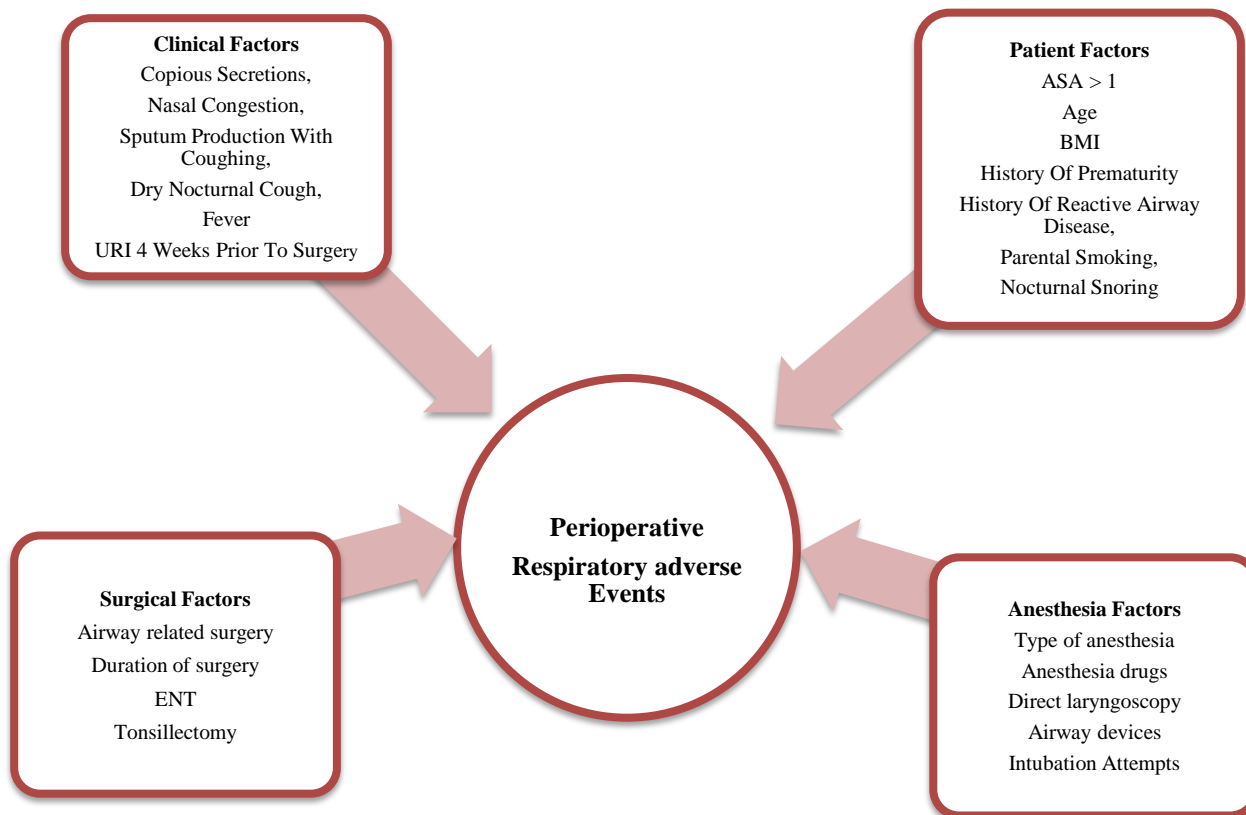 Clinical Factors
Copious Secretions,
Nasal Congestion,
Sputum Production With
Coughing,
Dry Nocturnal Cough,
Fever
URI 4 Weeks Prior To Surgery
Patient Factors
ASA > 1
Age
BMI
History Of Prematurity
History Of Reactive Airway
Disease,
Parental Smoking,
Nocturnal Snoring
Perioperative
Respiratory adverse
Events
Surgical Factors
Airway related surgery
Duration of surgery
ENT
Tonsillectomy
Anesthesia Factors
Type of anesthesia
Anesthesia drugs
Direct laryngoscopy
Airway devices
Intubation Attempts